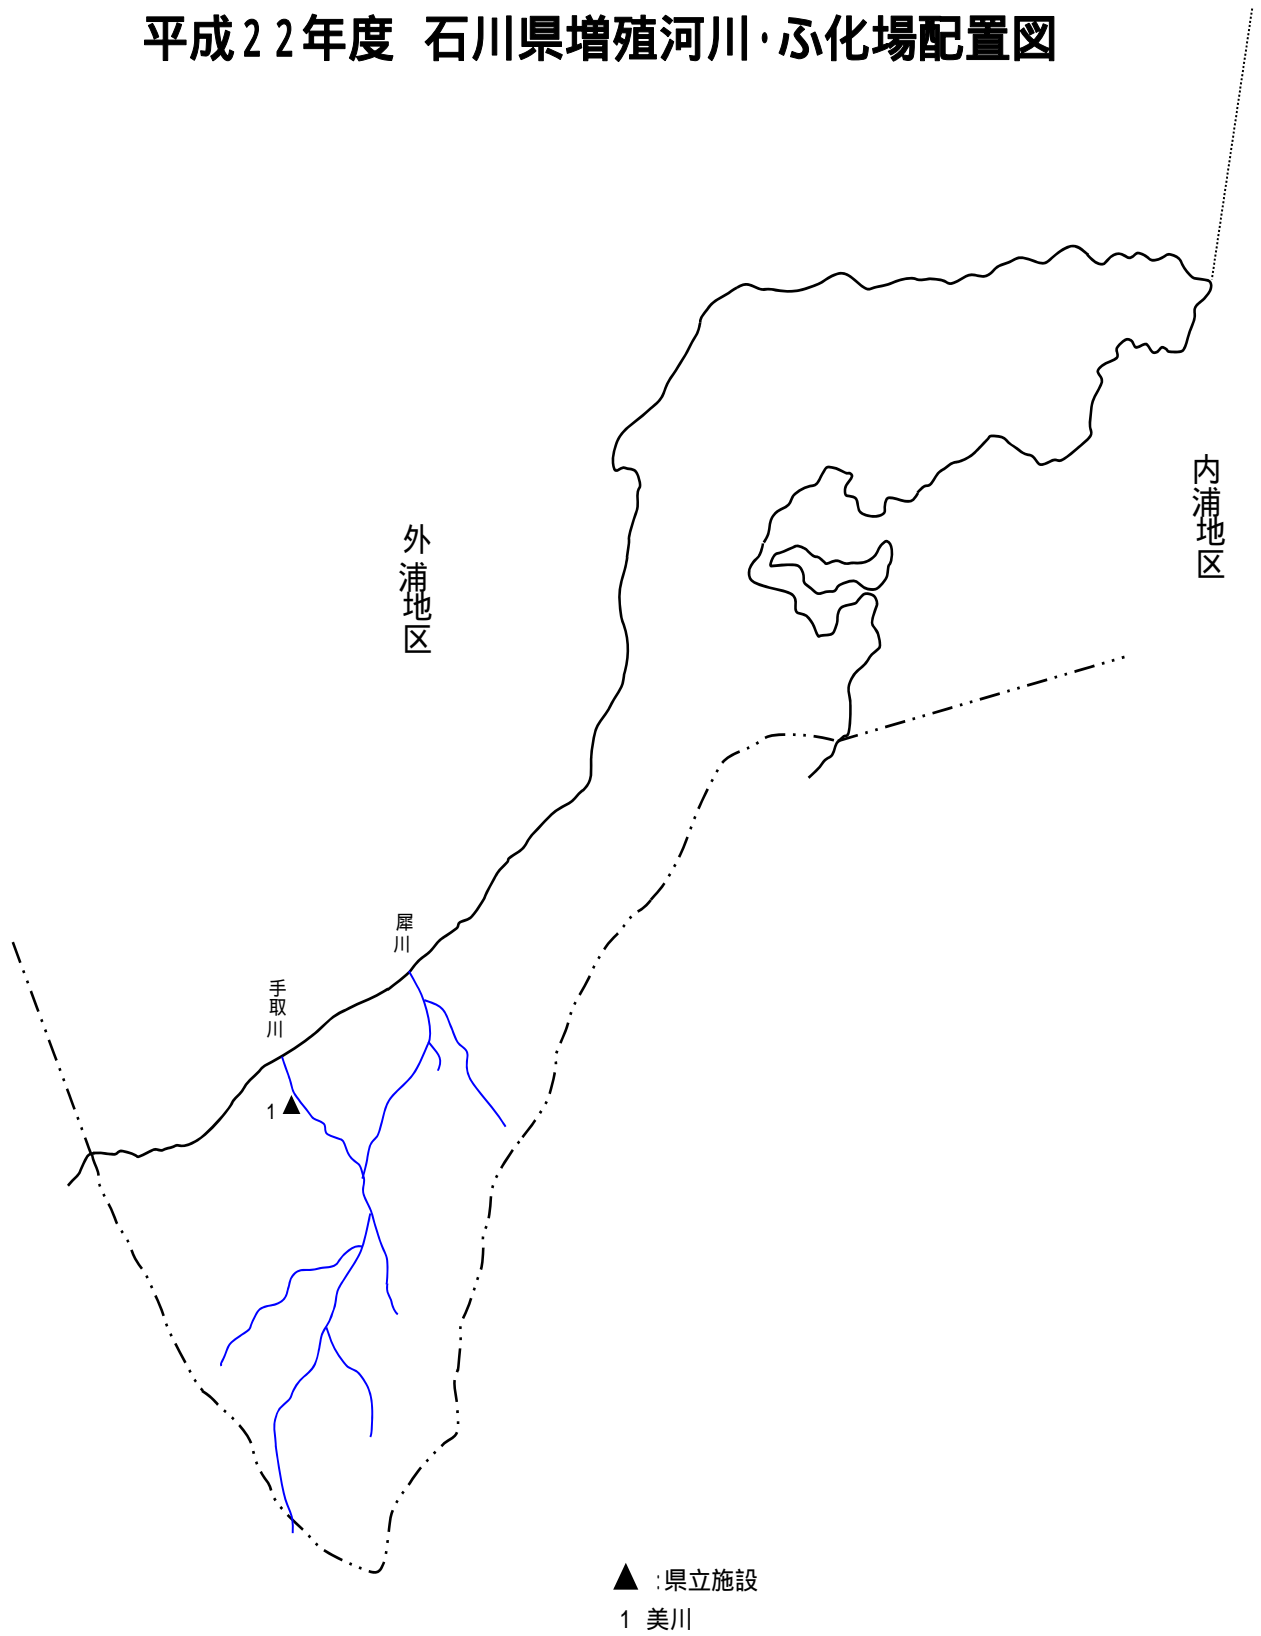 平成22年度 石川県増殖河川・ふ化場配置図
内浦地区
外浦地区
犀川
手取川
1
▲ :県立施設
1 美川